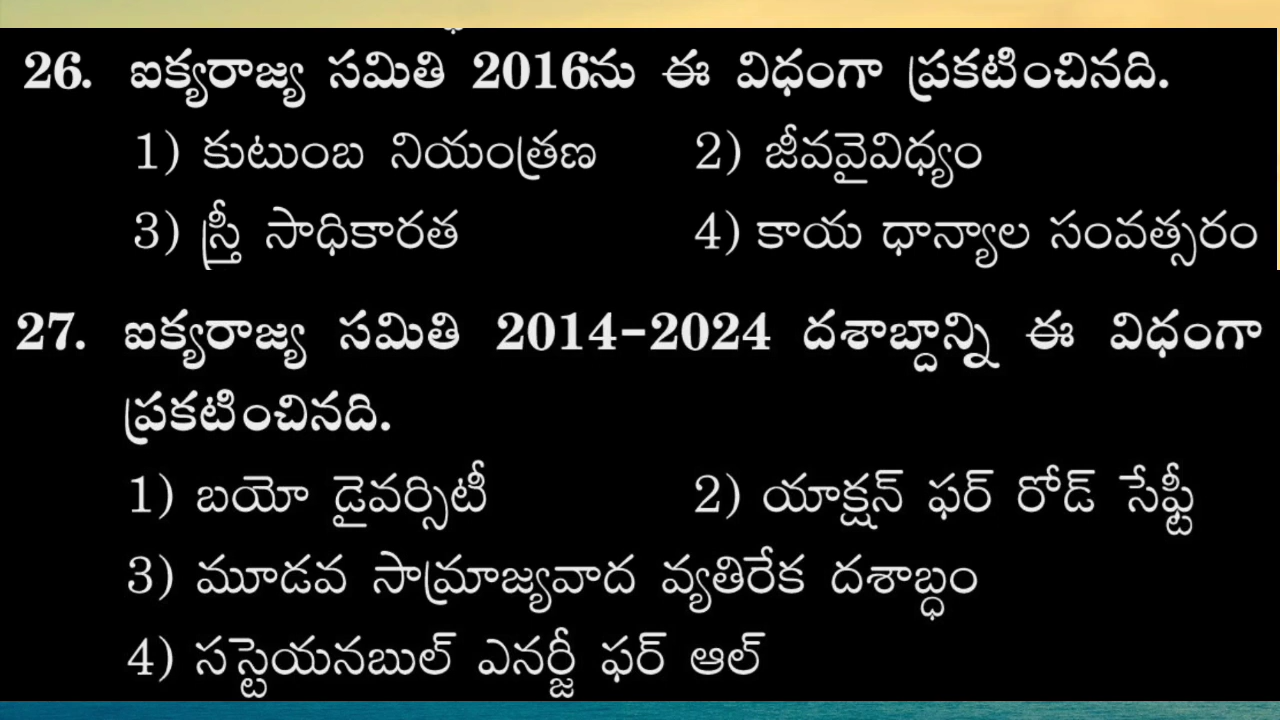 26. ఐక్యరాజ్య సమితి 2016ను ఈ విధంగా ప్రకటించినది.
1) కుటుంబ నియంత్రణ 2) జీవవైవిధ్యం
3) స్త్రీ సాధికారత 4) కాయ ధాన్యాల సంవత్సరం
27. ఐక్యరాజ్య సమితి 2014-2024 దశాబ్దాన్ని ఈ విధంగా
ప్రకటించినది.
1) బయో డైవర్సిటీ 2) యాక్షన్ ఫర్ రోడ్ సేఫ్టీ
3) మూడవ సామ్రాజ్యవాద వ్యతిరేక దశాబ్ధం
4) సస్టెయనబుల్ ఎనర్జీ ఫర్ ఆల్